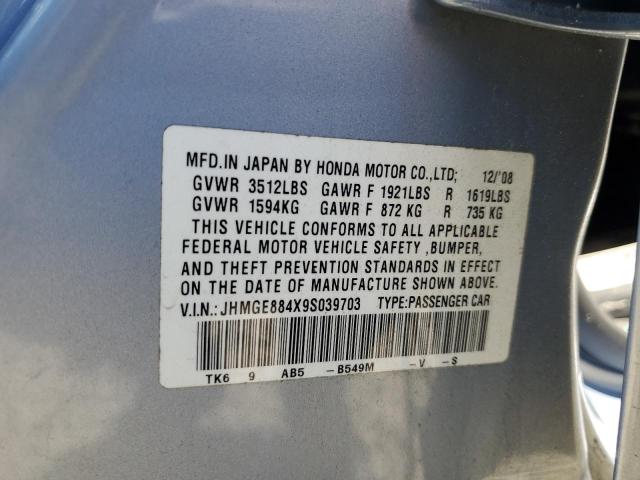 MFD.IN JAPAN BY HONDA MOTOR CO.,LTD; 12/'08
GVWR 3512LBS GAWR F 1921LBS R 1619LBS
GVWR 1594KG GAWR F 872 KG R 735 KG
THIS VEHICLE CONFORMS TO ALL APPLICABLE
FEDERAL MOTOR VEHICLE SAFETY ,BUMPER,
AND THEFT PREVENTION STANDARDS IN EFFECT
ON THE DATE OF MANUFACTURE SHOWN ABOVE.
V.I.N.:JHMGE884X9S039703 TYPE:PASSENGER CAR
TK6 9 AB5 -B549M -V -S